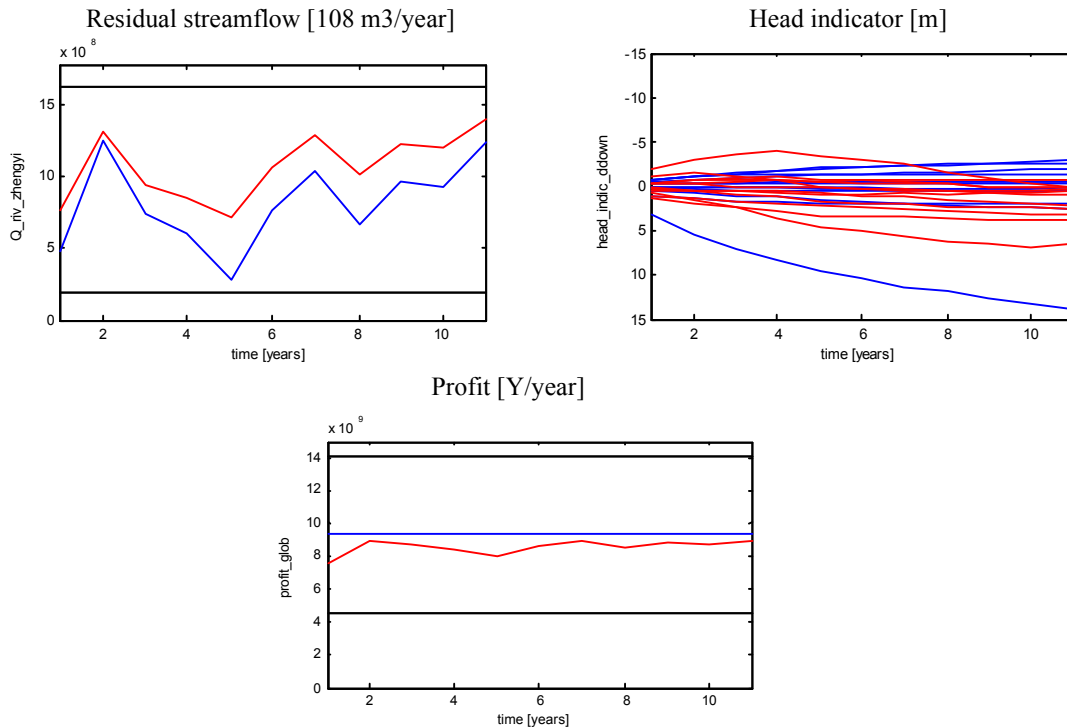 Residual streamflow [108 m3/year]
x 10 8
15
10
5
0
Q_riv_zhengyi
2 4 6 8 10
time [years]
Head indicator [m]
-15
-10
-5
0
5
10
15
head_indic_ddown
2 4 6 8 10
time [years]
Profit [Y/year]
x 10 9
14
12
10
8
6
4
2
0
profit_glob
2 4 6 8 10
time [years]